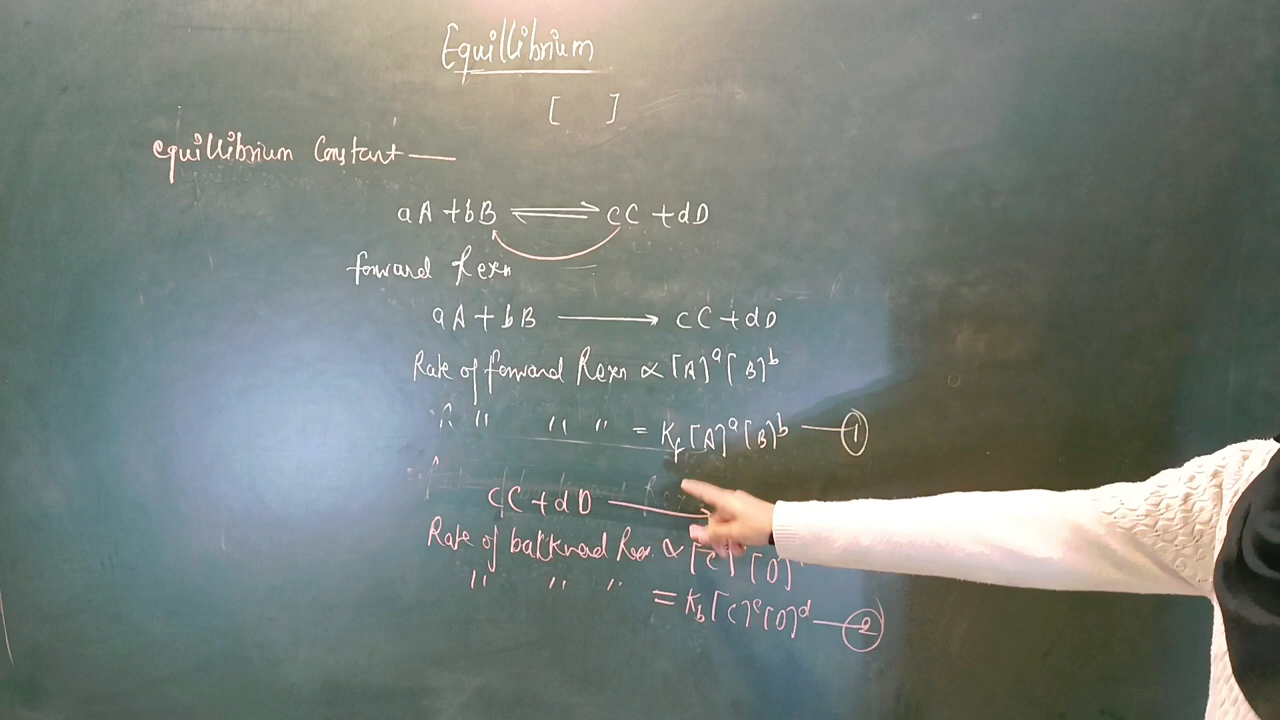 Equillibrium
[ ]
equillibrium Constant —
aA + bB ⇌ cC + dD
forward Rexn
aA + bB ⟶ cC + dD
Rate of forward Rexn ∝ [A]^a [B]^b
" " " = K_f [A]^a [B]^b — ①
cC + dD ⟶
Rate of backward Rexn ∝ [C] [D]
" " " = K_b [C]^c [D]^d — ②